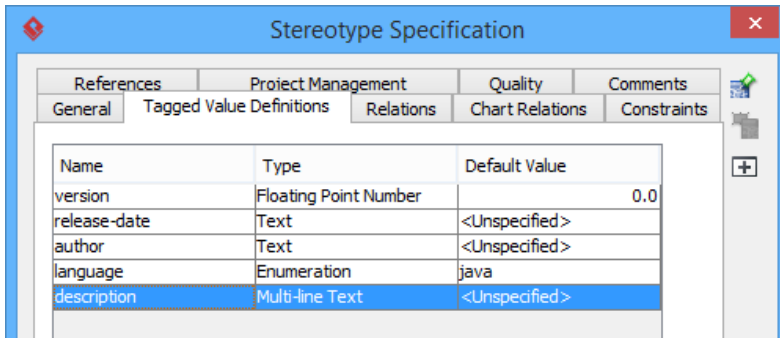 Stereotype Specification
References Project Management Quality Comments
General Tagged Value Definitions Relations Chart Relations Constraints
Name Type Default Value
version Floating Point Number 0.0
release-date Text <Unspecified>
author Text <Unspecified>
language Enumeration java
description Multi-line Text <Unspecified>